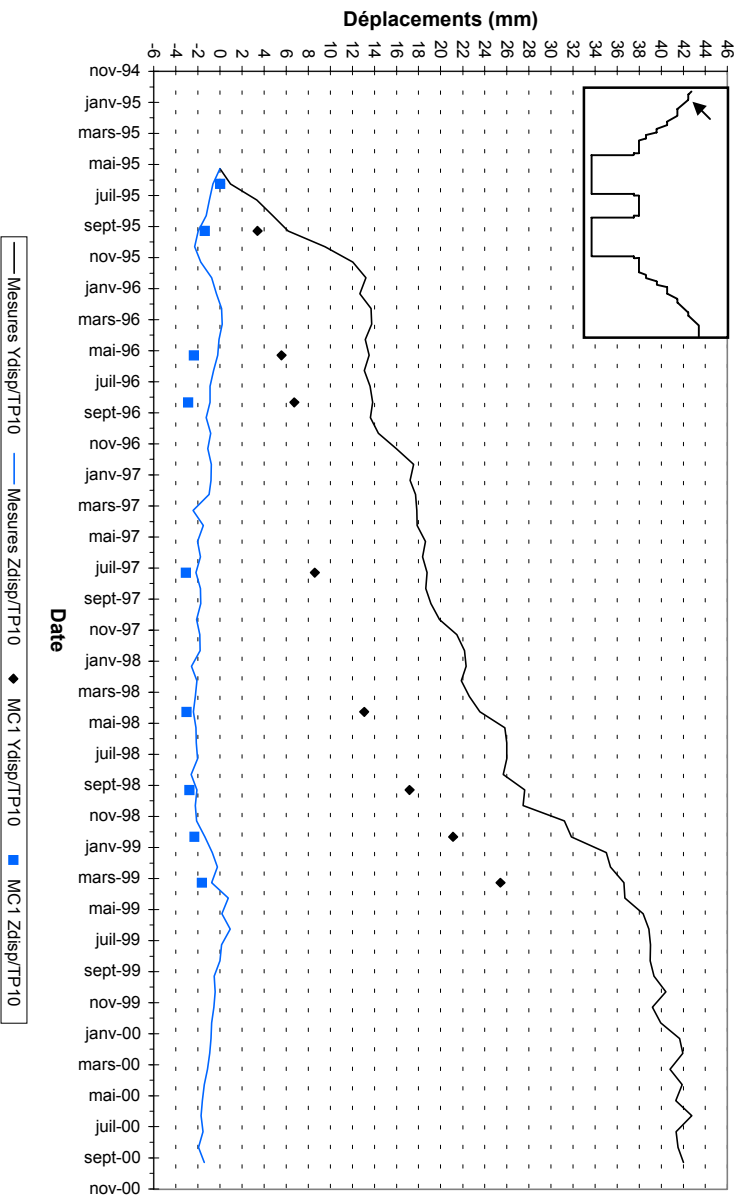 Déplacements (mm)
-6 -4 -2 0 2 4 6 8 10 12 14 16 18 20 22 24 26 28 30 32 34 36 38 40 42 44 46
nov-94
janv-95
mars-95
mai-95
juil-95
sept-95
nov-95
janv-96
mars-96
mai-96
juil-96
sept-96
nov-96
janv-97
mars-97
mai-97
juil-97
sept-97
nov-97
janv-98
mars-98
mai-98
juil-98
sept-98
nov-98
janv-99
mars-99
mai-99
juil-99
sept-99
nov-99
janv-00
mars-00
mai-00
juil-00
sept-00
nov-00
Date
Mesures Ydisp/TP10 Mesures Zdisp/TP10 MC1 Ydisp/TP10 MC1 Zdisp/TP10